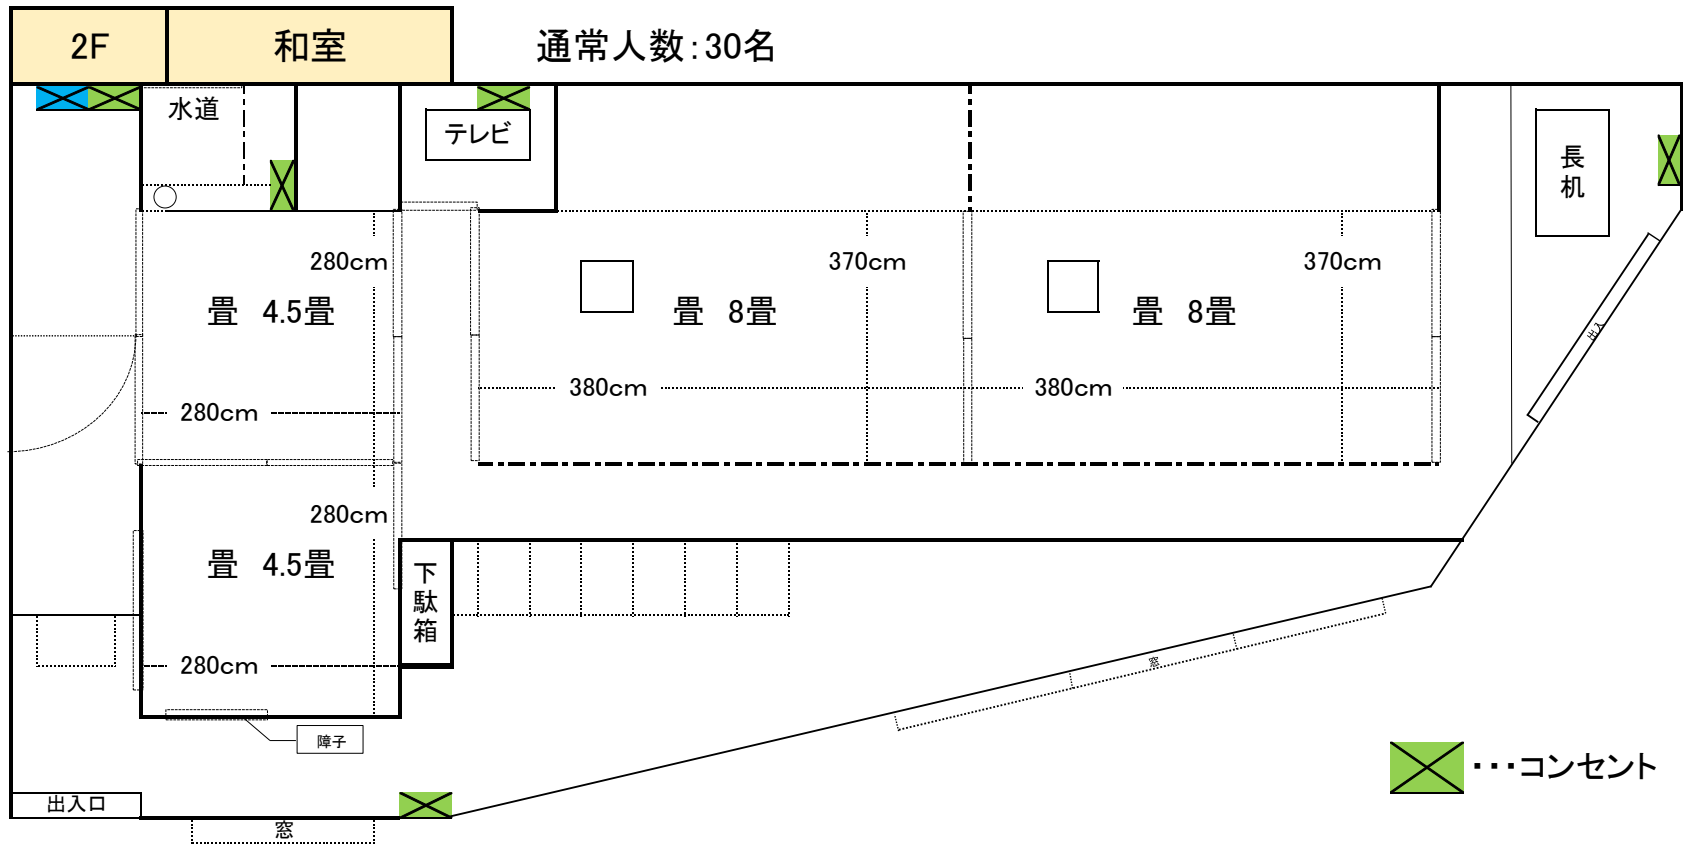 2F
和室
通常人数：30名
水道
テレビ
長
机
280cm
370cm
370cm
畳　4.5畳
畳　8畳
畳　8畳
出入
380cm
380cm
280cm
280cm
畳　4.5畳
下
駄
箱
280cm
窓
障子
・・・コンセント
出入口
窓